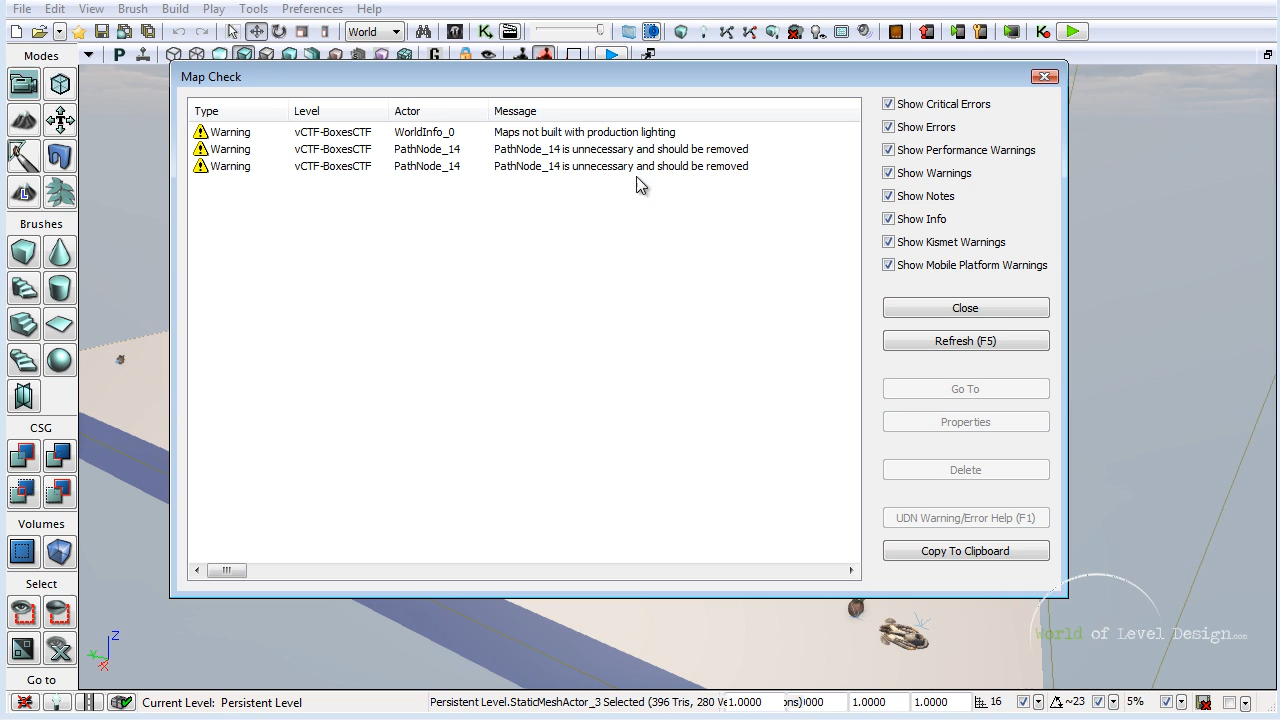 File Edit View Brush Build Play Tools Preferences Help
World
Modes
P G
Map Check
Type Level Actor Message
Warning vCTF-BoxesCTF WorldInfo_0 Maps not built with production lighting
Warning vCTF-BoxesCTF PathNode_14 PathNode_14 is unnecessary and should be removed
Warning vCTF-BoxesCTF PathNode_14 PathNode_14 is unnecessary and should be removed
Show Critical Errors
Show Errors
Show Performance Warnings
Show Warnings
Show Notes
Show Info
Show Kismet Warnings
Show Mobile Platform Warnings
Close
Refresh (F5)
Go To
Properties
Delete
UDN Warning/Error Help (F1)
Copy To Clipboard
L
Brushes
CSG
Volumes
Select
Go to
Z
X
World of Level Design.com
Current Level: Persistent Level
Persistent Level.StaticMeshActor_3 Selected (396 Tris, 280 Ve 1.0000 ons)0000 1.0000 1.0000 16 ~23 5%